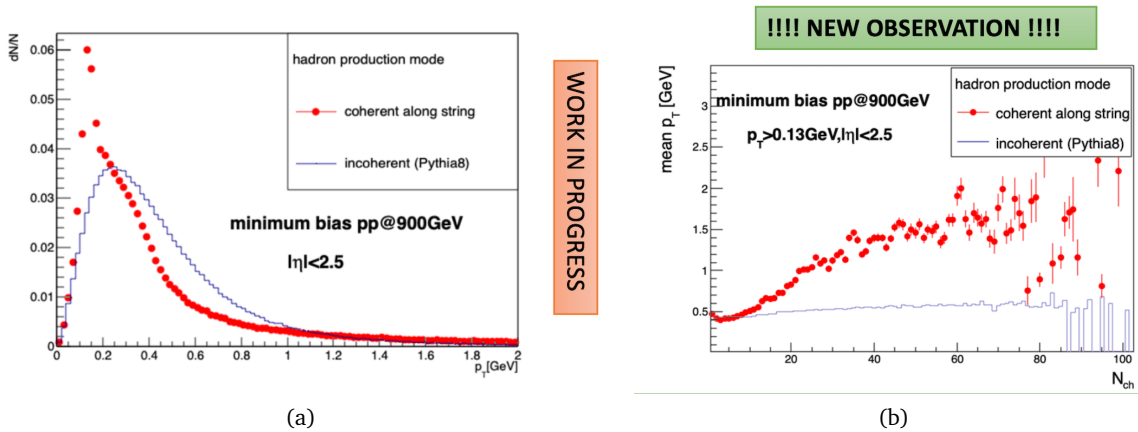 dN/N
0.06
0.05
0.04
0.03
0.02
0.01
0
0
0.2
0.4
0.6
0.8
1
1.2
1.4
1.6
1.8
2
p_T[GeV]
hadron production mode
coherent along string
incoherent (Pythia8)
minimum bias pp@900GeV
|η|<2.5
(a)
WORK IN PROGRESS
!!!! NEW OBSERVATION !!!!
mean p_T [GeV]
3
2.5
2
1.5
1
0.5
20
40
60
80
100
N_ch
minimum bias pp@900GeV
p_T>0.13GeV,|η|<2.5
hadron production mode
coherent along string
incoherent (Pythia8)
(b)